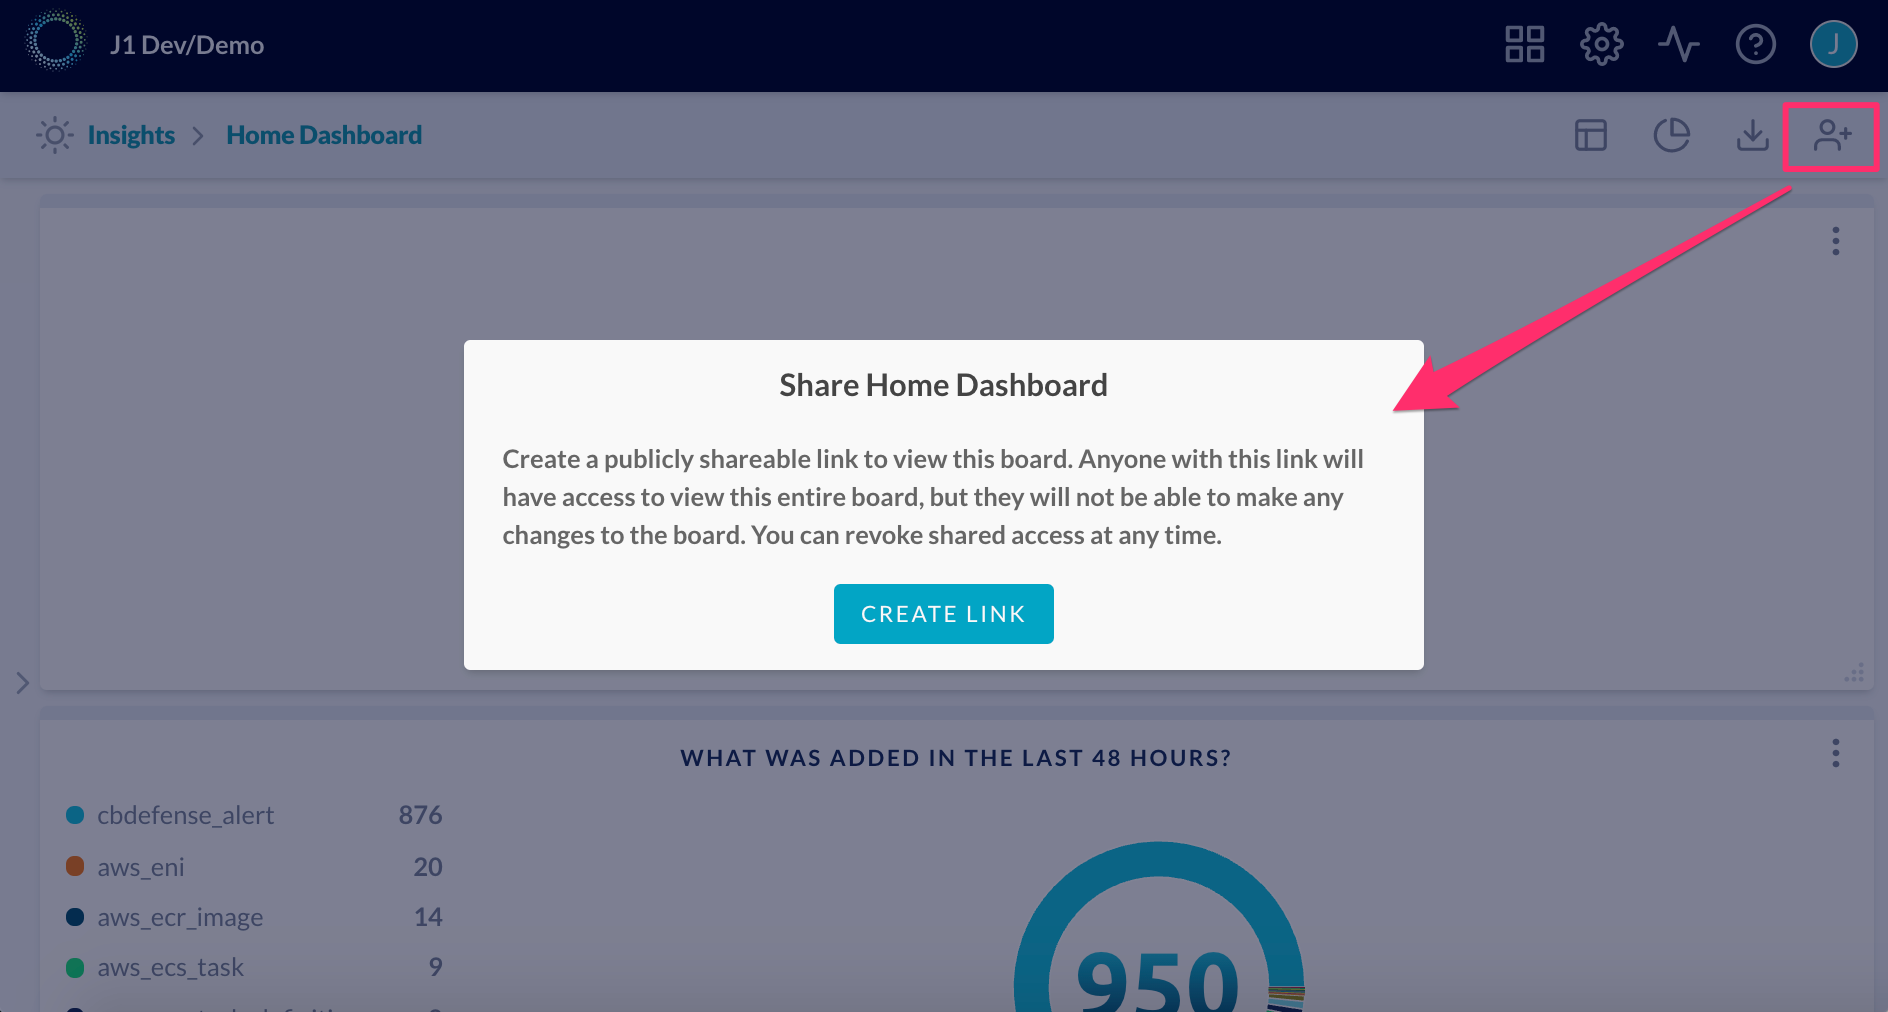 J1 Dev/Demo
J
Insights
Home Dashboard
Share Home Dashboard
Create a publicly shareable link to view this board. Anyone with this link will
have access to view this entire board, but they will not be able to make any
changes to the board. You can revoke shared access at any time.
CREATE LINK
WHAT WAS ADDED IN THE LAST 48 HOURS?
cbdefense_alert 876
aws_eni 20
aws_ecr_image 14
aws_ecs_task 9
950